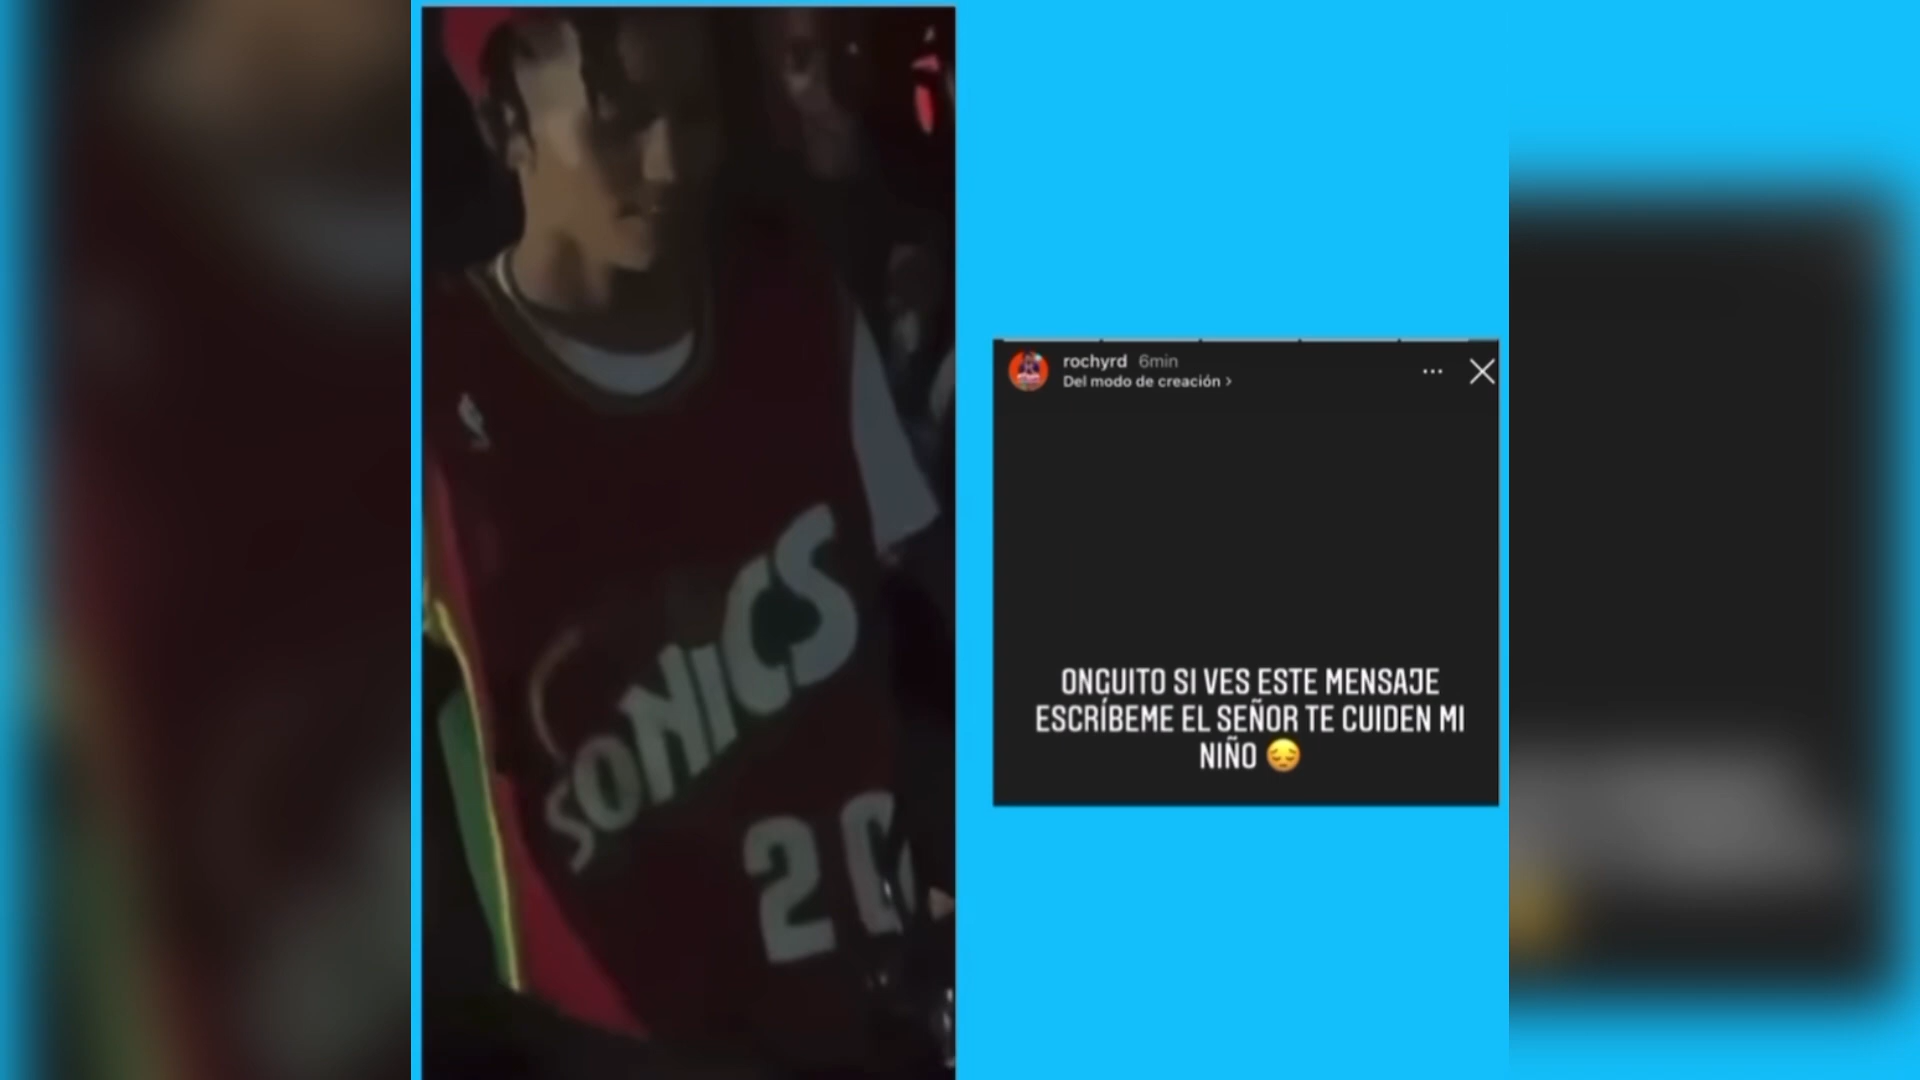 SONICS
20
rochyrd 6min
Del modo de creación >
ONGUITO SI VES ESTE MENSAJE
ESCRÍBEME EL SEÑOR TE CUIDEN MI
NIÑO 😔